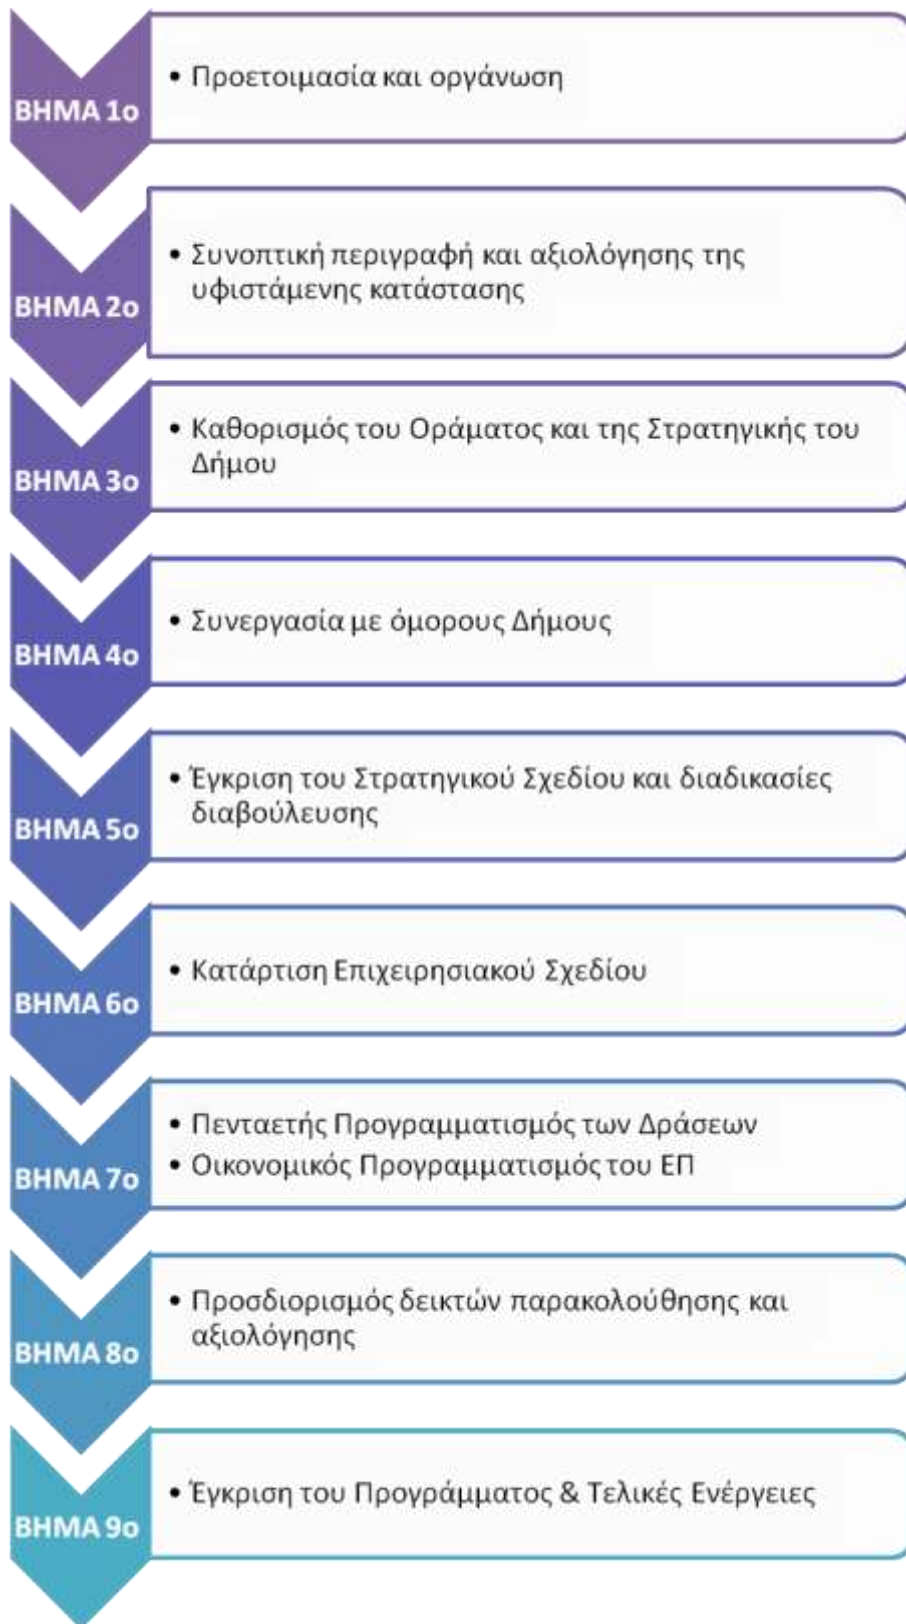 ΒΗΜΑ 1ο
• Προετοιμασία και οργάνωση
ΒΗΜΑ 2ο
• Συνοπτική περιγραφή και αξιολόγησης της
υφιστάμενης κατάστασης
ΒΗΜΑ 3ο
• Καθορισμός του Οράματος και της Στρατηγικής του
Δήμου
ΒΗΜΑ 4ο
• Συνεργασία με όμορους Δήμους
ΒΗΜΑ 5ο
• Έγκριση του Στρατηγικού Σχεδίου και διαδικασίες
διαβούλευσης
ΒΗΜΑ 6ο
• Κατάρτιση Επιχειρησιακού Σχεδίου
ΒΗΜΑ 7ο
• Πενταετής Προγραμματισμός των Δράσεων
• Οικονομικός Προγραμματισμός του ΕΠ
ΒΗΜΑ 8ο
• Προσδιορισμός δεικτών παρακολούθησης και
αξιολόγησης
ΒΗΜΑ 9ο
• Έγκριση του Προγράμματος & Τελικές Ενέργειες